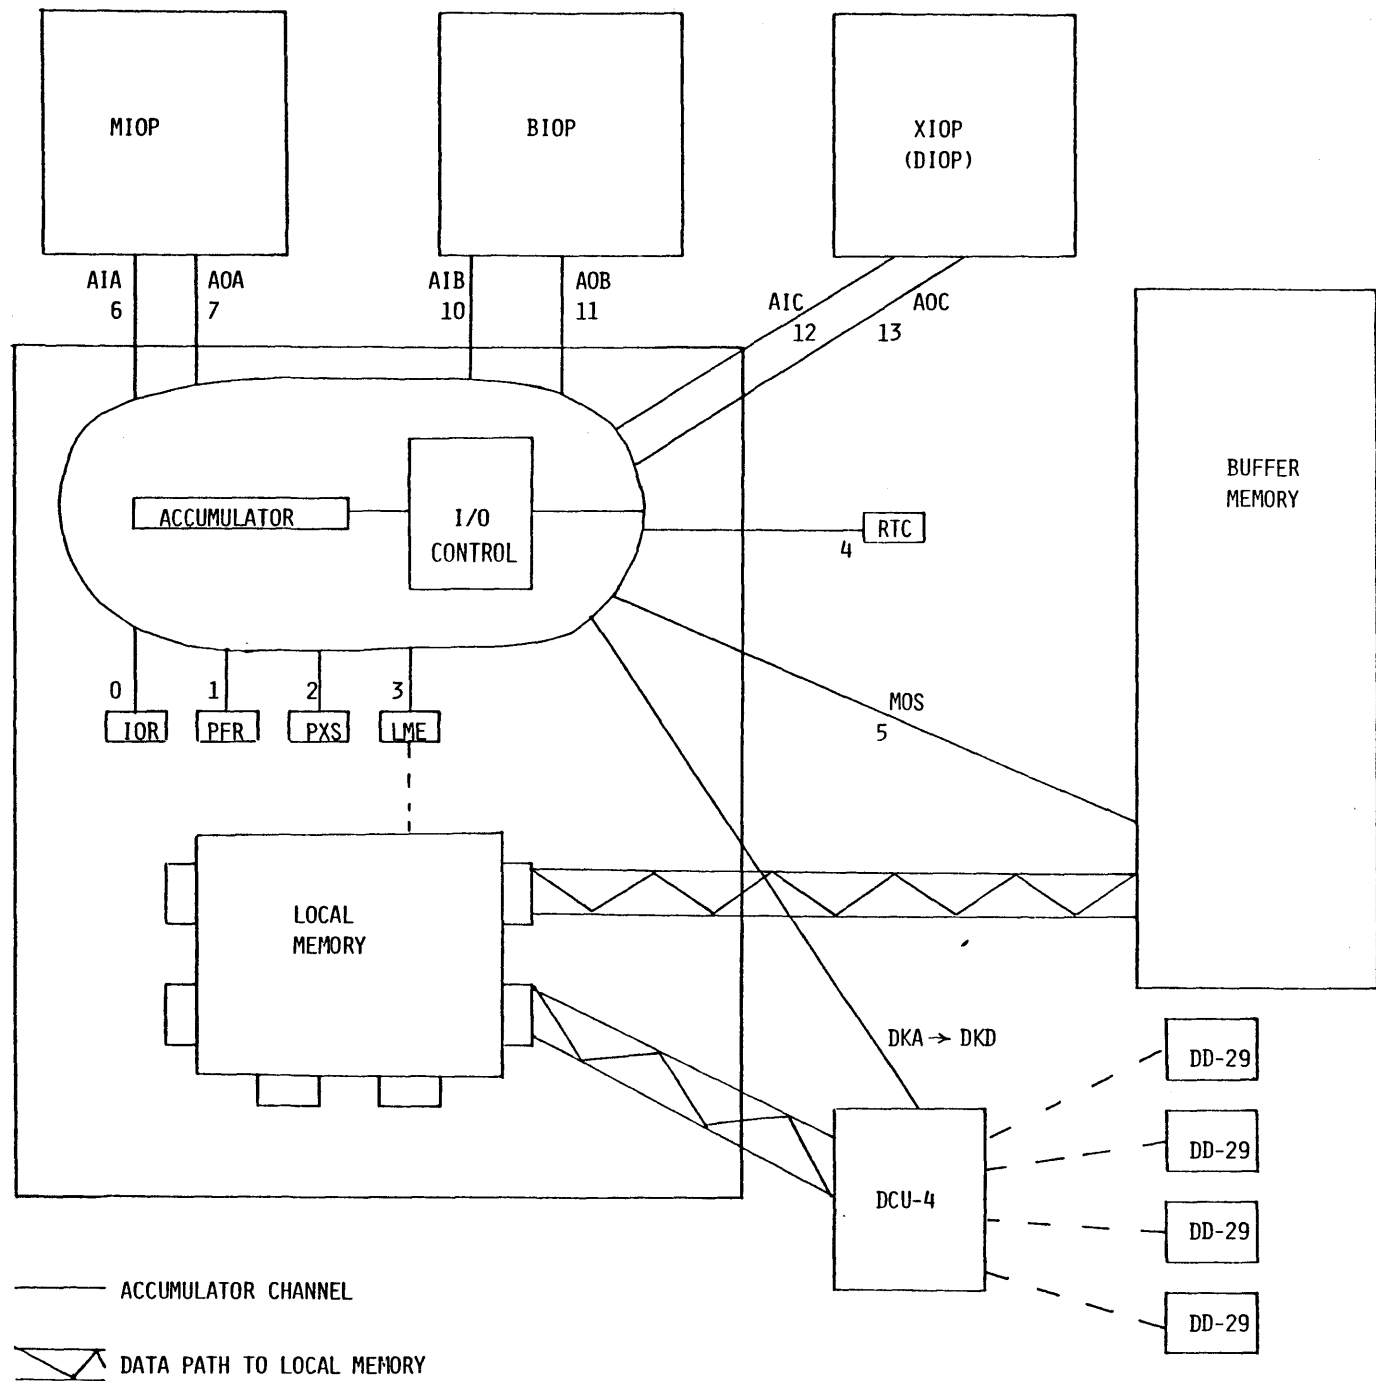 MIOP
BIOP
XIOP
(DIOP)
AIA
6
AOA
7
AIB
10
AOB
11
AIC
12
AOC
13
BUFFER
MEMORY
ACCUMULATOR
I/O
CONTROL
4
RTC
0
IOR
1
PFR
2
PXS
3
LME
MOS
5
LOCAL
MEMORY
DKA → DKD
DCU-4
DD-29
DD-29
DD-29
DD-29
ACCUMULATOR CHANNEL
DATA PATH TO LOCAL MEMORY